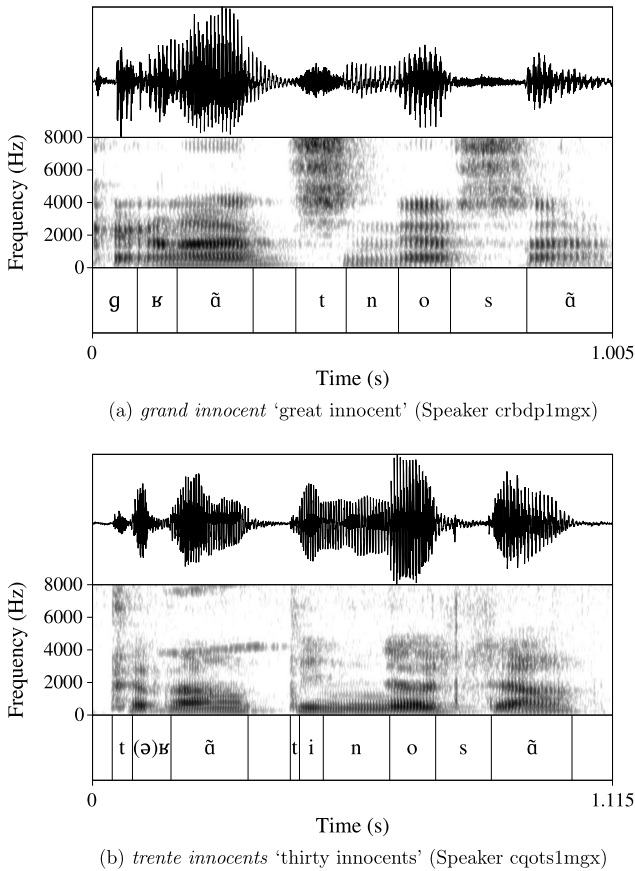 8000
6000
4000
2000
0
Frequency (Hz)
ɡ ʁ ɑ̃ t n o s ɑ̃
0 1.005
Time (s)
(a) grand innocent ‘great innocent’ (Speaker crbdp1mgx)
8000
6000
4000
2000
0
Frequency (Hz)
t (ə)ʁ ɑ̃ t i n o s ɑ̃
0 1.115
Time (s)
(b) trente innocents ‘thirty innocents’ (Speaker cqots1mgx)